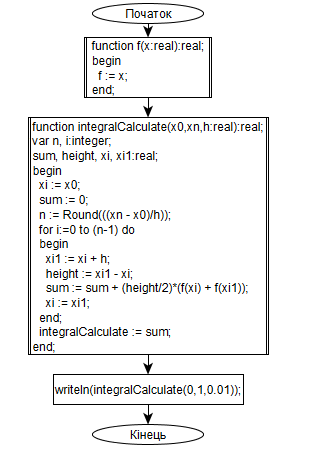 Початок
function f(x:real):real;
begin
f := x;
end;
function integralCalculate(x0,xn,h:real):real;
var n, i:integer;
sum, height, xi, xi1:real;
begin
xi := x0;
sum := 0;
n := Round(((xn - x0)/h));
for i:=0 to (n-1) do
begin
xi1 := xi + h;
height := xi1 - xi;
sum := sum + (height/2)*(f(xi) + f(xi1));
xi := xi1;
end;
integralCalculate := sum;
end;
writeln(integralCalculate(0,1,0.01));
Кінець